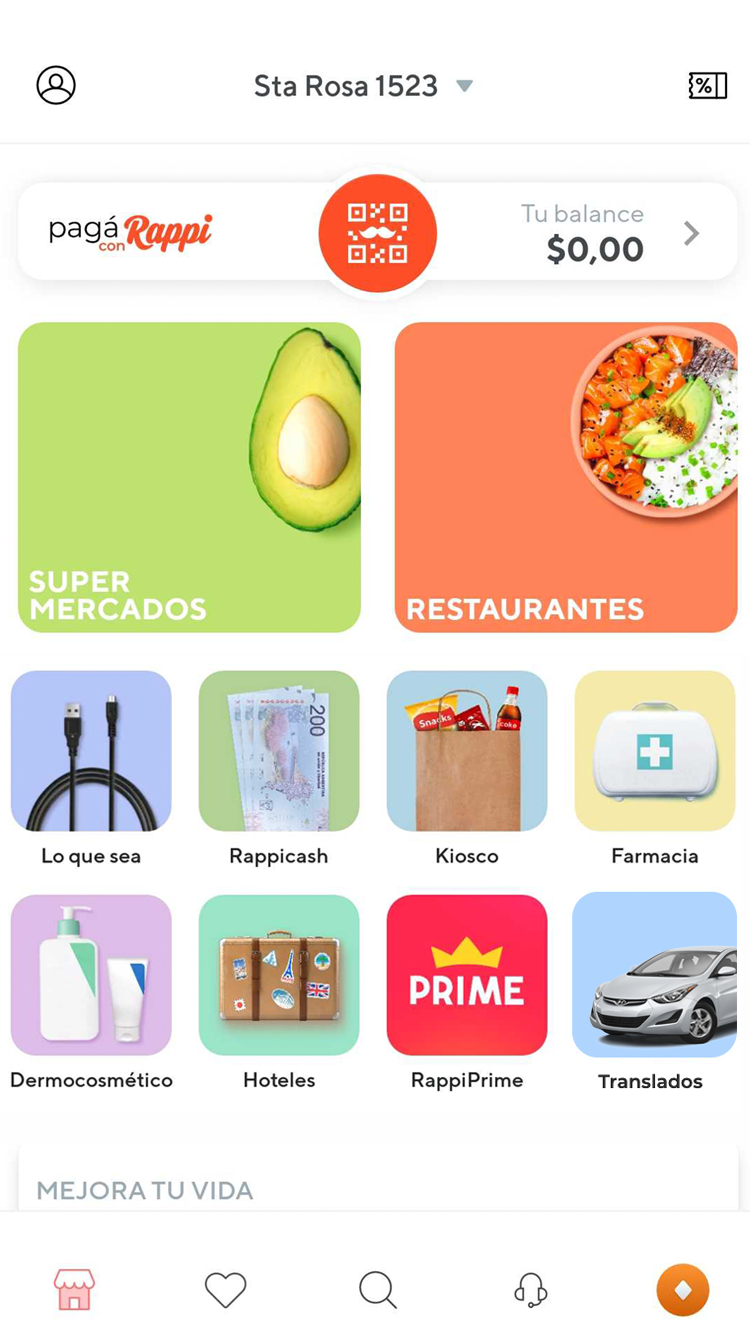 Sta Rosa 1523
%
pagá
con Rappi
Tu balance
$0,00
SUPER
MERCADOS
RESTAURANTES
200
Snacks
coke
Lo que sea
Rappicash
Kiosco
Farmacia
PRIME
Dermocosmético
Hoteles
RappiPrime
Translados
MEJORA TU VIDA